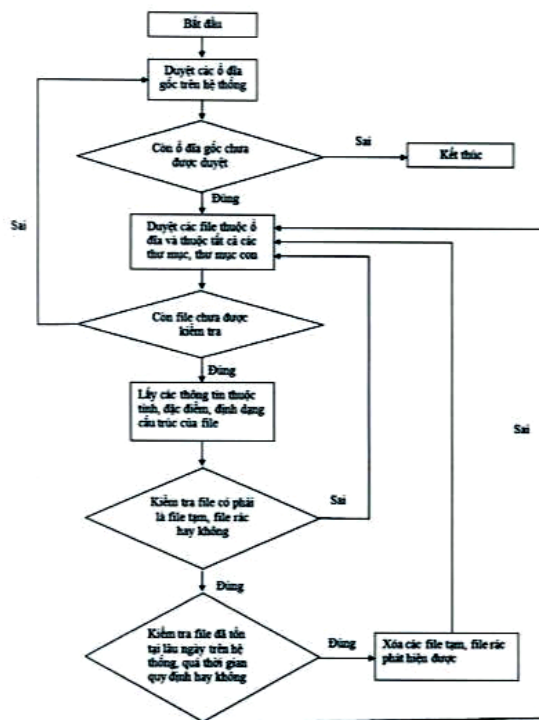 Bắt đầu
Duyệt các ổ đĩa
gốc trên hệ thống
Còn ổ đĩa gốc chưa
được duyệt
Sai
Kết thúc
Đúng
Sai
Duyệt các file thuộc ổ
đĩa và thuộc tất cả các
thư mục, thư mục con
Còn file chưa được
kiểm tra
Đúng
Lấy các thông tin thuộc
tính, đặc điểm, định dạng
cấu trúc của file
Sai
Kiểm tra file có phải
là file tạm, file rác
hay không
Sai
Đúng
Kiểm tra file đã tồn
tại lâu ngày trên hệ
thống, quá thời gian
quy định hay không
Đúng
Xóa các file tạm, file rác
phát hiện được